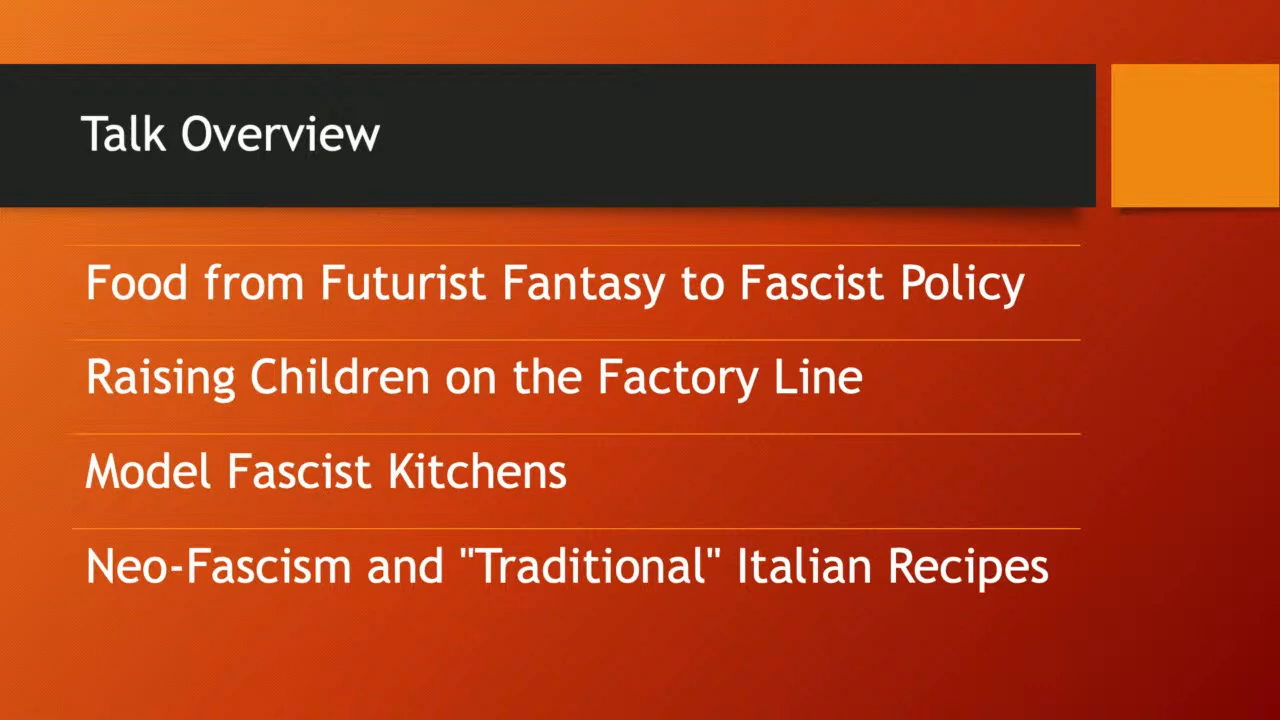 Talk Overview
Food from Futurist Fantasy to Fascist Policy
Raising Children on the Factory Line
Model Fascist Kitchens
Neo-Fascism and "Traditional" Italian Recipes